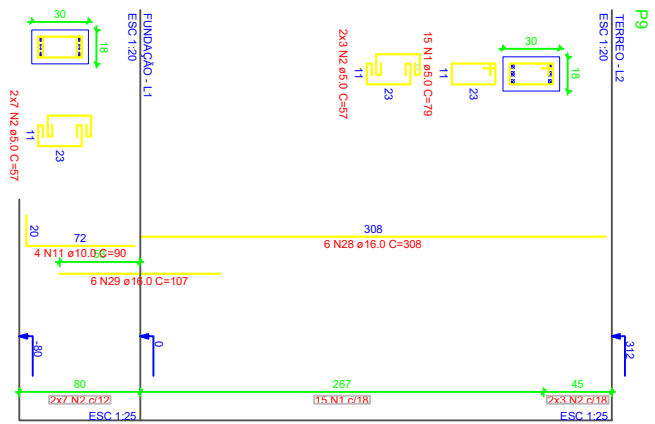 P9
TERREO - L2
ESC 1:20
30
18
11
23
15 N1 ø5.0 C=79
11
23
2x3 N2 ø5.0 C=57
FUNDAÇÃO - L1
ESC 1:20
30
18
11
23
2x7 N2 ø5.0 C=57
308
6 N28 ø16.0 C=308
72
20
4 N11 ø10.0 C=90
6 N29 ø16.0 C=107
-80
0
312
80
267
45
2x7 N2 c/12
15 N1 c/18
2x3 N2 c/18
ESC 1:25
ESC 1:25